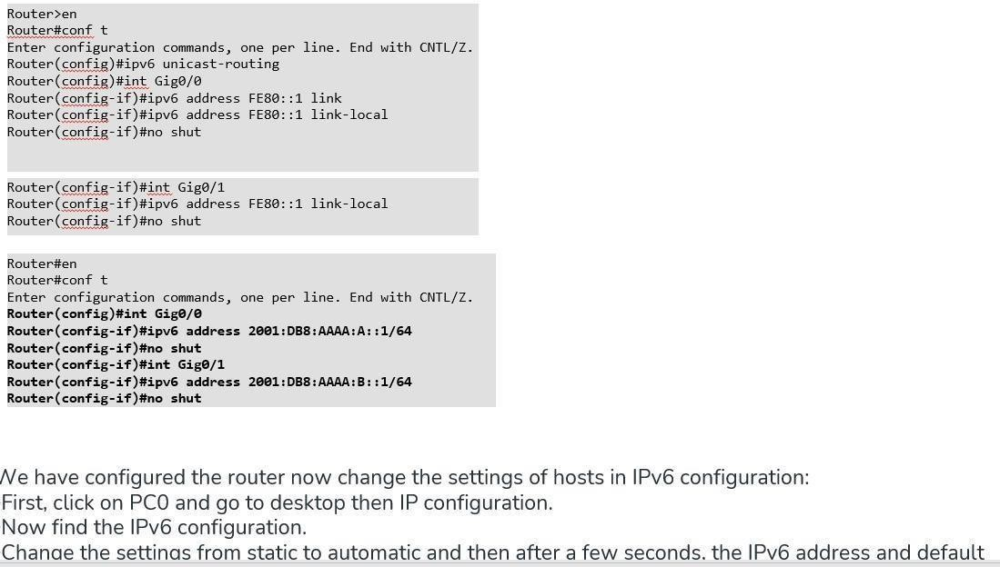 Router>en
Router#conf t
Enter configuration commands, one per line. End with CNTL/Z.
Router(config)#ipv6 unicast-routing
Router(config)#int Gig0/0
Router(config-if)#ipv6 address FE80::1 link
Router(config-if)#ipv6 address FE80::1 link-local
Router(config-if)#no shut
Router(config-if)#int Gig0/1
Router(config-if)#ipv6 address FE80::1 link-local
Router(config-if)#no shut
Router#en
Router#conf t
Enter configuration commands, one per line. End with CNTL/Z.
Router(config)#int Gig0/0
Router(config-if)#ipv6 address 2001:DB8:AAAA:A::1/64
Router(config-if)#no shut
Router(config-if)#int Gig0/1
Router(config-if)#ipv6 address 2001:DB8:AAAA:B::1/64
Router(config-if)#no shut
We have configured the router now change the settings of hosts in IPv6 configuration:
First, click on PC0 and go to desktop then IP configuration.
Now find the IPv6 configuration.
Change the settings from static to automatic and then after a few seconds, the IPv6 address and default